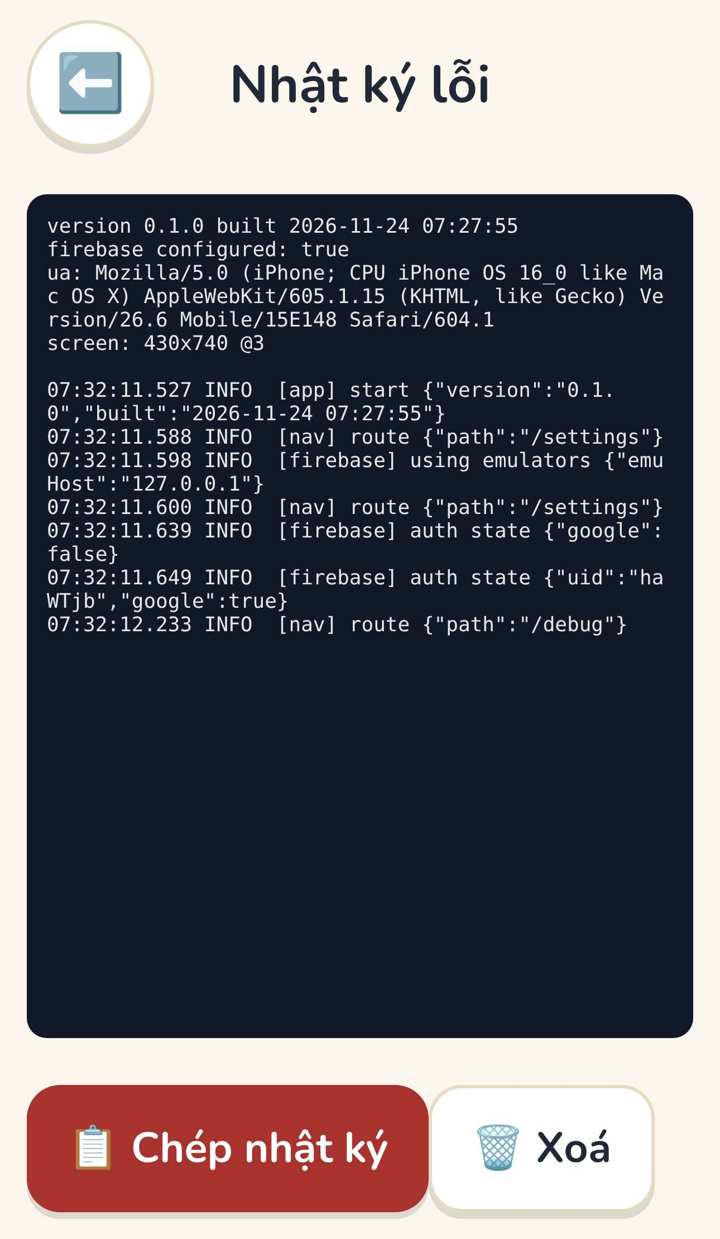 Nhật ký lỗi
version 0.1.0 built 2026-11-24 07:27:55
firebase configured: true
ua: Mozilla/5.0 (iPhone; CPU iPhone OS 16_0 like Ma
c OS X) AppleWebKit/605.1.15 (KHTML, like Gecko) Ve
rsion/26.6 Mobile/15E148 Safari/604.1
screen: 430x740 @3

07:32:11.527 INFO  [app] start {"version":"0.1.
0","built":"2026-11-24 07:27:55"}
07:32:11.588 INFO  [nav] route {"path":"/settings"}
07:32:11.598 INFO  [firebase] using emulators {"emu
Host":"127.0.0.1"}
07:32:11.600 INFO  [nav] route {"path":"/settings"}
07:32:11.639 INFO  [firebase] auth state {"google":
false}
07:32:11.649 INFO  [firebase] auth state {"uid":"ha
WTjb","google":true}
07:32:12.233 INFO  [nav] route {"path":"/debug"}
Chép nhật ký
Xoá